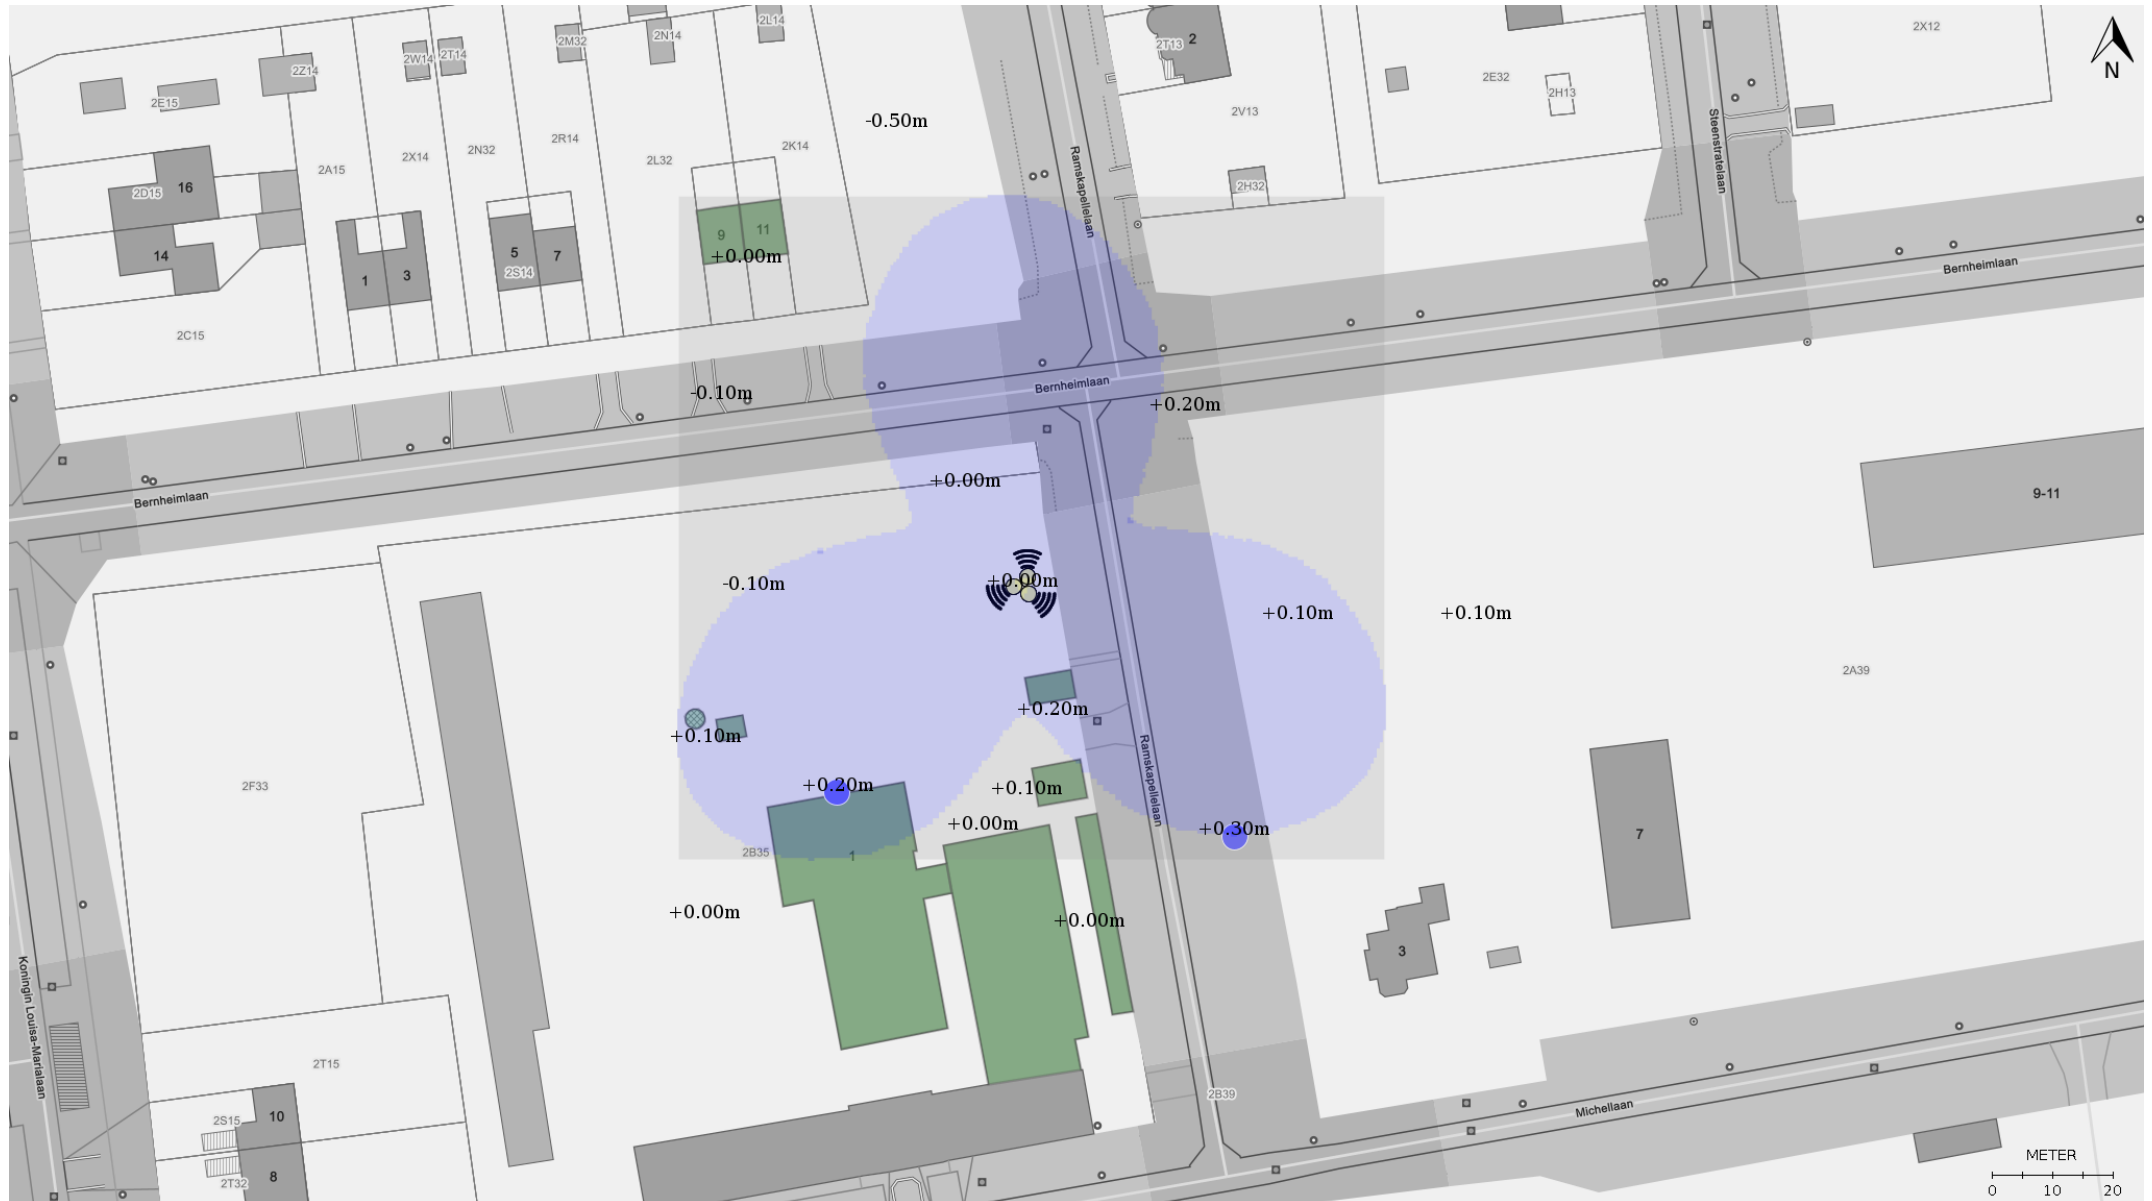 2L14
2N14
2M32
2
2T13
2X12
2W14
2T14
2Z14
2E15
2E32
2H13
N
2V13
-0.50m
Steenstratelaan
2R14
2K14
2N32
2X14
2L32
2A15
Ramskapellelaan
16
2D15
2H32
9
11
+0.00m
14
5
7
2S14
1
3
Bernheimlaan
2C15
Bernheimlaan
-0.10m
+0.20m
+0.00m
Bernheimlaan
9-11
-0.10m
+0.00m
+0.10m
+0.10m
2A39
+0.20m
+0.10m
Ramskapellelaan
2F33
+0.20m
+0.10m
+0.00m
+0.30m
7
2B35
1
+0.00m
+0.00m
3
Koningin Louisa-Marialaan
2T15
2B39
Michellaan
10
2S15
8
2T32
METER
0 10 20